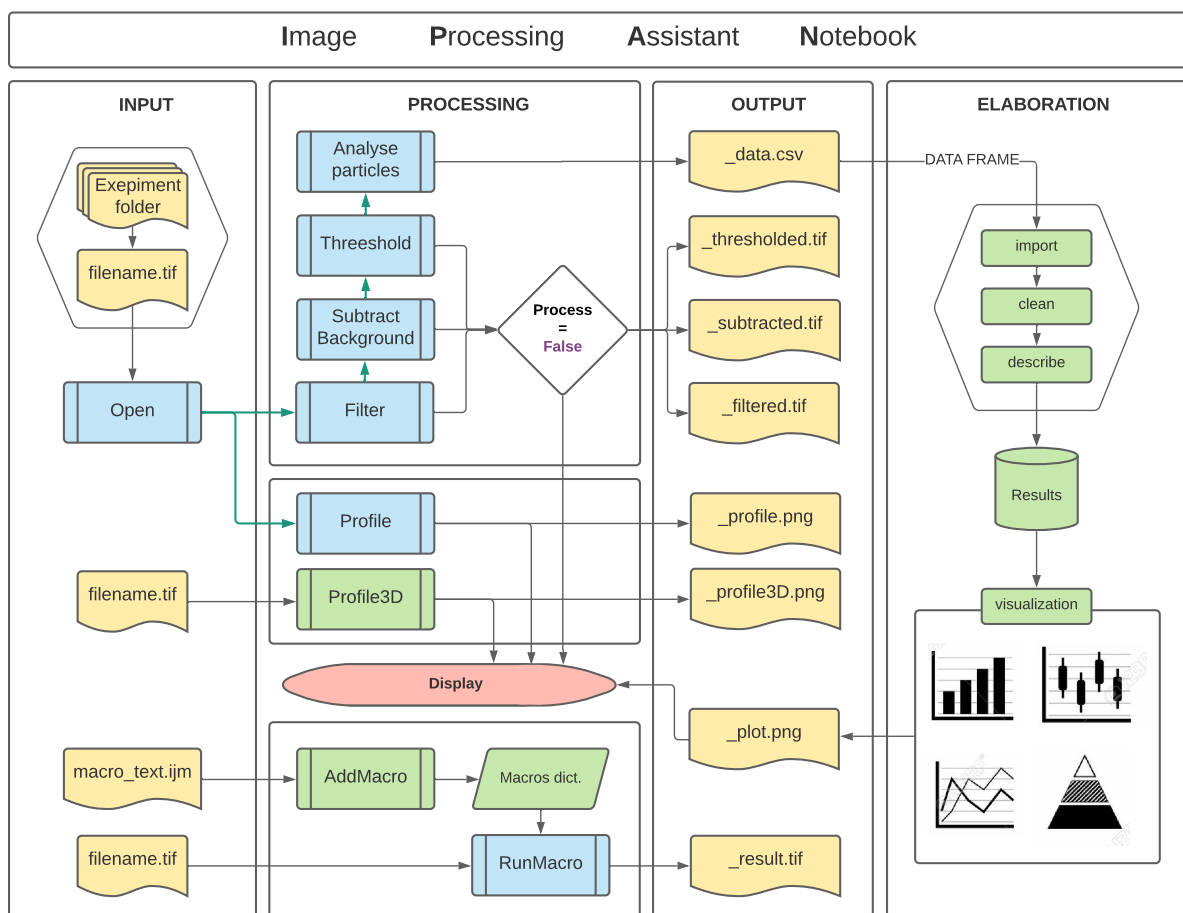 Image Processing Assistant Notebook
INPUT
Exepiment
folder
filename.tif
Open
filename.tif
macro_text.ijm
filename.tif
PROCESSING
Analyse
particles
Threeshold
Subtract
Background
Filter
Process
=
False
Profile
Profile3D
Display
AddMacro
Macros dict.
RunMacro
OUTPUT
_data.csv
_thresholded.tif
_subtracted.tif
_filtered.tif
_profile.png
_profile3D.png
_plot.png
_result.tif
ELABORATION
DATA FRAME
import
clean
describe
Results
visualization